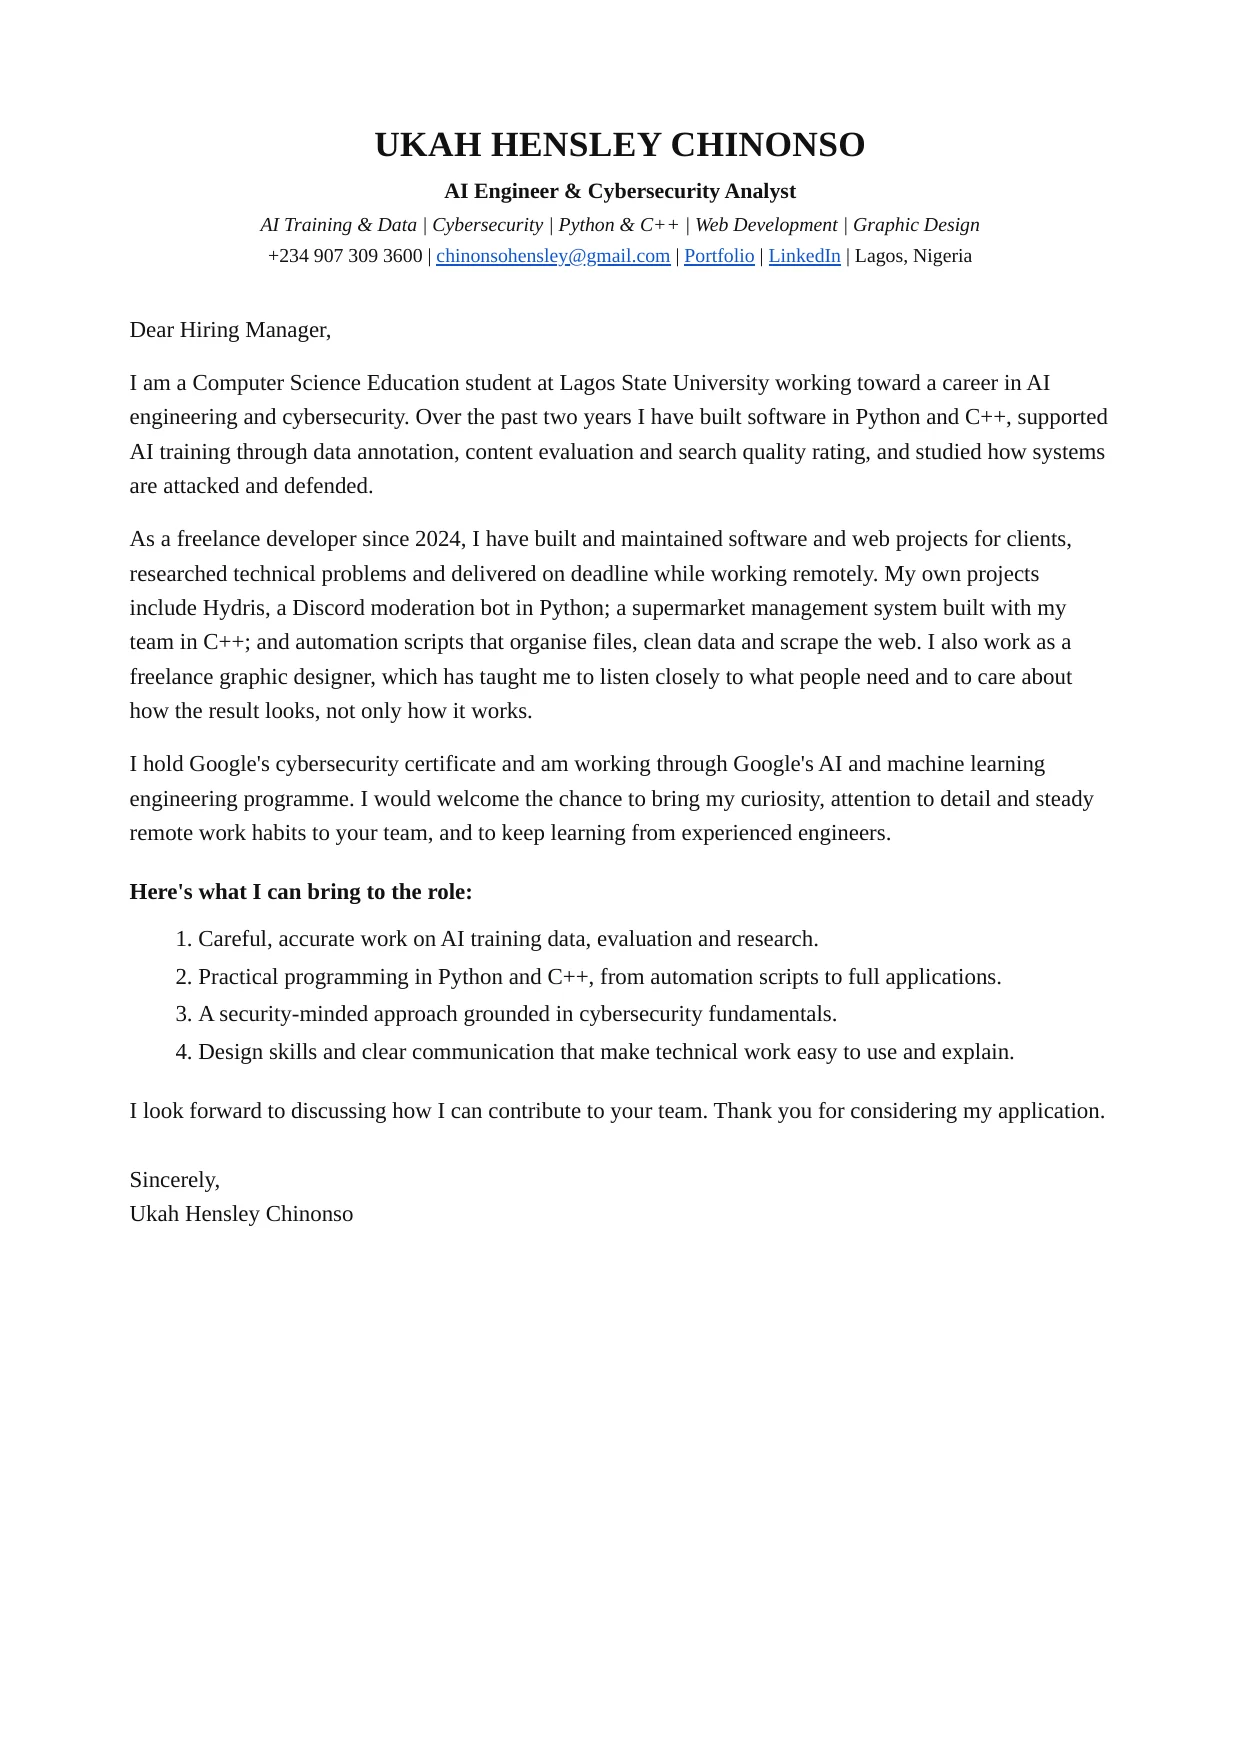 UKAH HENSLEY CHINONSO
AI Engineer & Cybersecurity Analyst
AI Training & Data | Cybersecurity | Python & C++ | Web Development | Graphic Design
+234 907 309 3600 | chinonsohensley@gmail.com | Portfolio | LinkedIn | Lagos, Nigeria
Dear Hiring Manager,
I am a Computer Science Education student at Lagos State University working toward a career in AI
engineering and cybersecurity. Over the past two years I have built software in Python and C++, supported
AI training through data annotation, content evaluation and search quality rating, and studied how systems
are attacked and defended.
As a freelance developer since 2024, I have built and maintained software and web projects for clients,
researched technical problems and delivered on deadline while working remotely. My own projects
include Hydris, a Discord moderation bot in Python; a supermarket management system built with my
team in C++; and automation scripts that organise files, clean data and scrape the web. I also work as a
freelance graphic designer, which has taught me to listen closely to what people need and to care about
how the result looks, not only how it works.
I hold Google's cybersecurity certificate and am working through Google's AI and machine learning
engineering programme. I would welcome the chance to bring my curiosity, attention to detail and steady
remote work habits to your team, and to keep learning from experienced engineers.
Here's what I can bring to the role:
1. Careful, accurate work on AI training data, evaluation and research.
2. Practical programming in Python and C++, from automation scripts to full applications.
3. A security-minded approach grounded in cybersecurity fundamentals.
4. Design skills and clear communication that make technical work easy to use and explain.
I look forward to discussing how I can contribute to your team. Thank you for considering my application.
Sincerely,
Ukah Hensley Chinonso